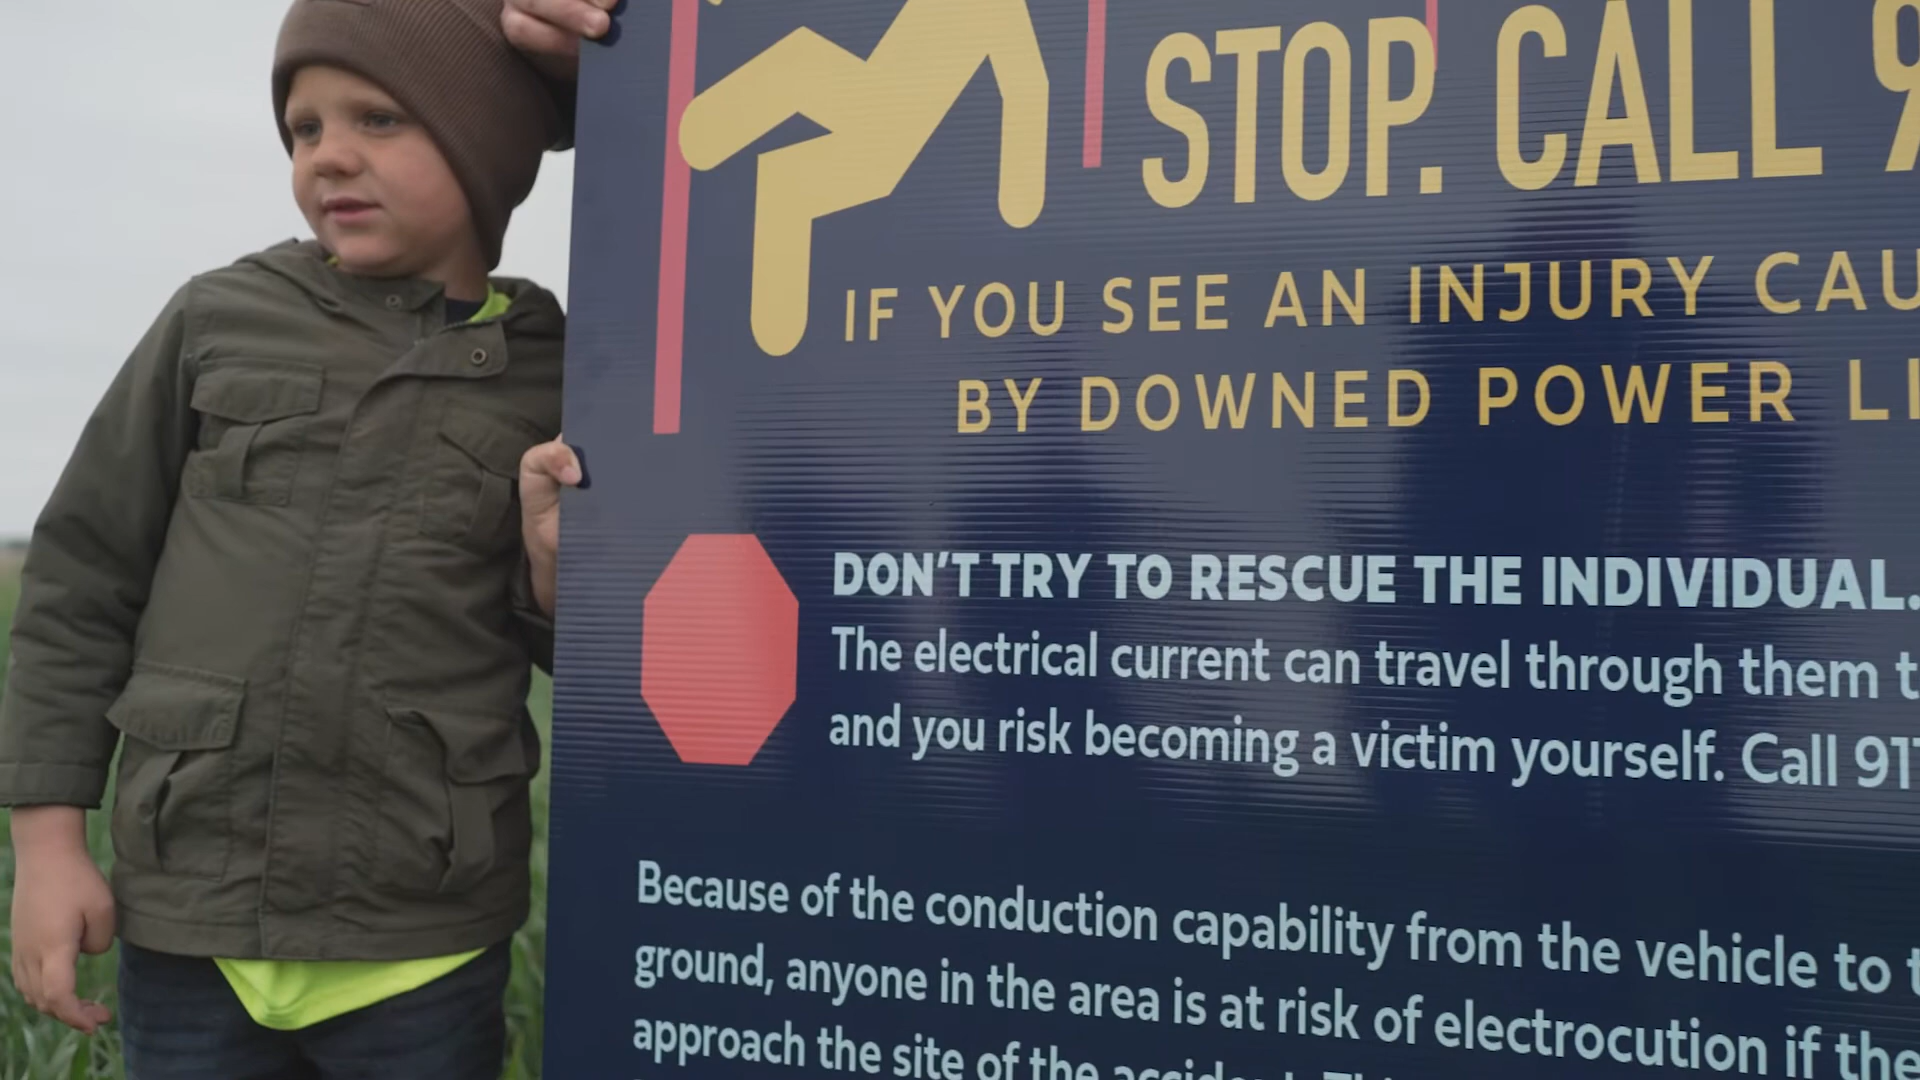 STOP. CALL 9
IF YOU SEE AN INJURY CAU
BY DOWNED POWER LI
DON'T TRY TO RESCUE THE INDIVIDUAL.
The electrical current can travel through them t
and you risk becoming a victim yourself. Call 911
Because of the conduction capability from the vehicle to t
ground, anyone in the area is at risk of electrocution if the
approach the site of the